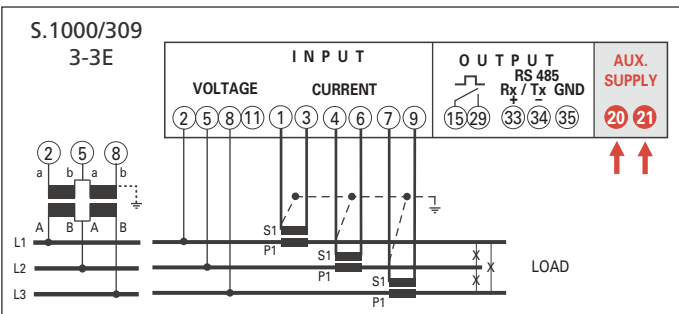 S.1000/309
3-3E
INPUT
OUTPUT
AUX.
SUPPLY
VOLTAGE
CURRENT
RS 485
Rx / Tx GND
+ −
2 5 8 11 1 3 4 6 7 9 15 29 33 34 35 20 21
2 5 8
a b a b
A B A B
S1
P1
S1
P1
S1
P1
L1
L2
L3
X
X
X
LOAD